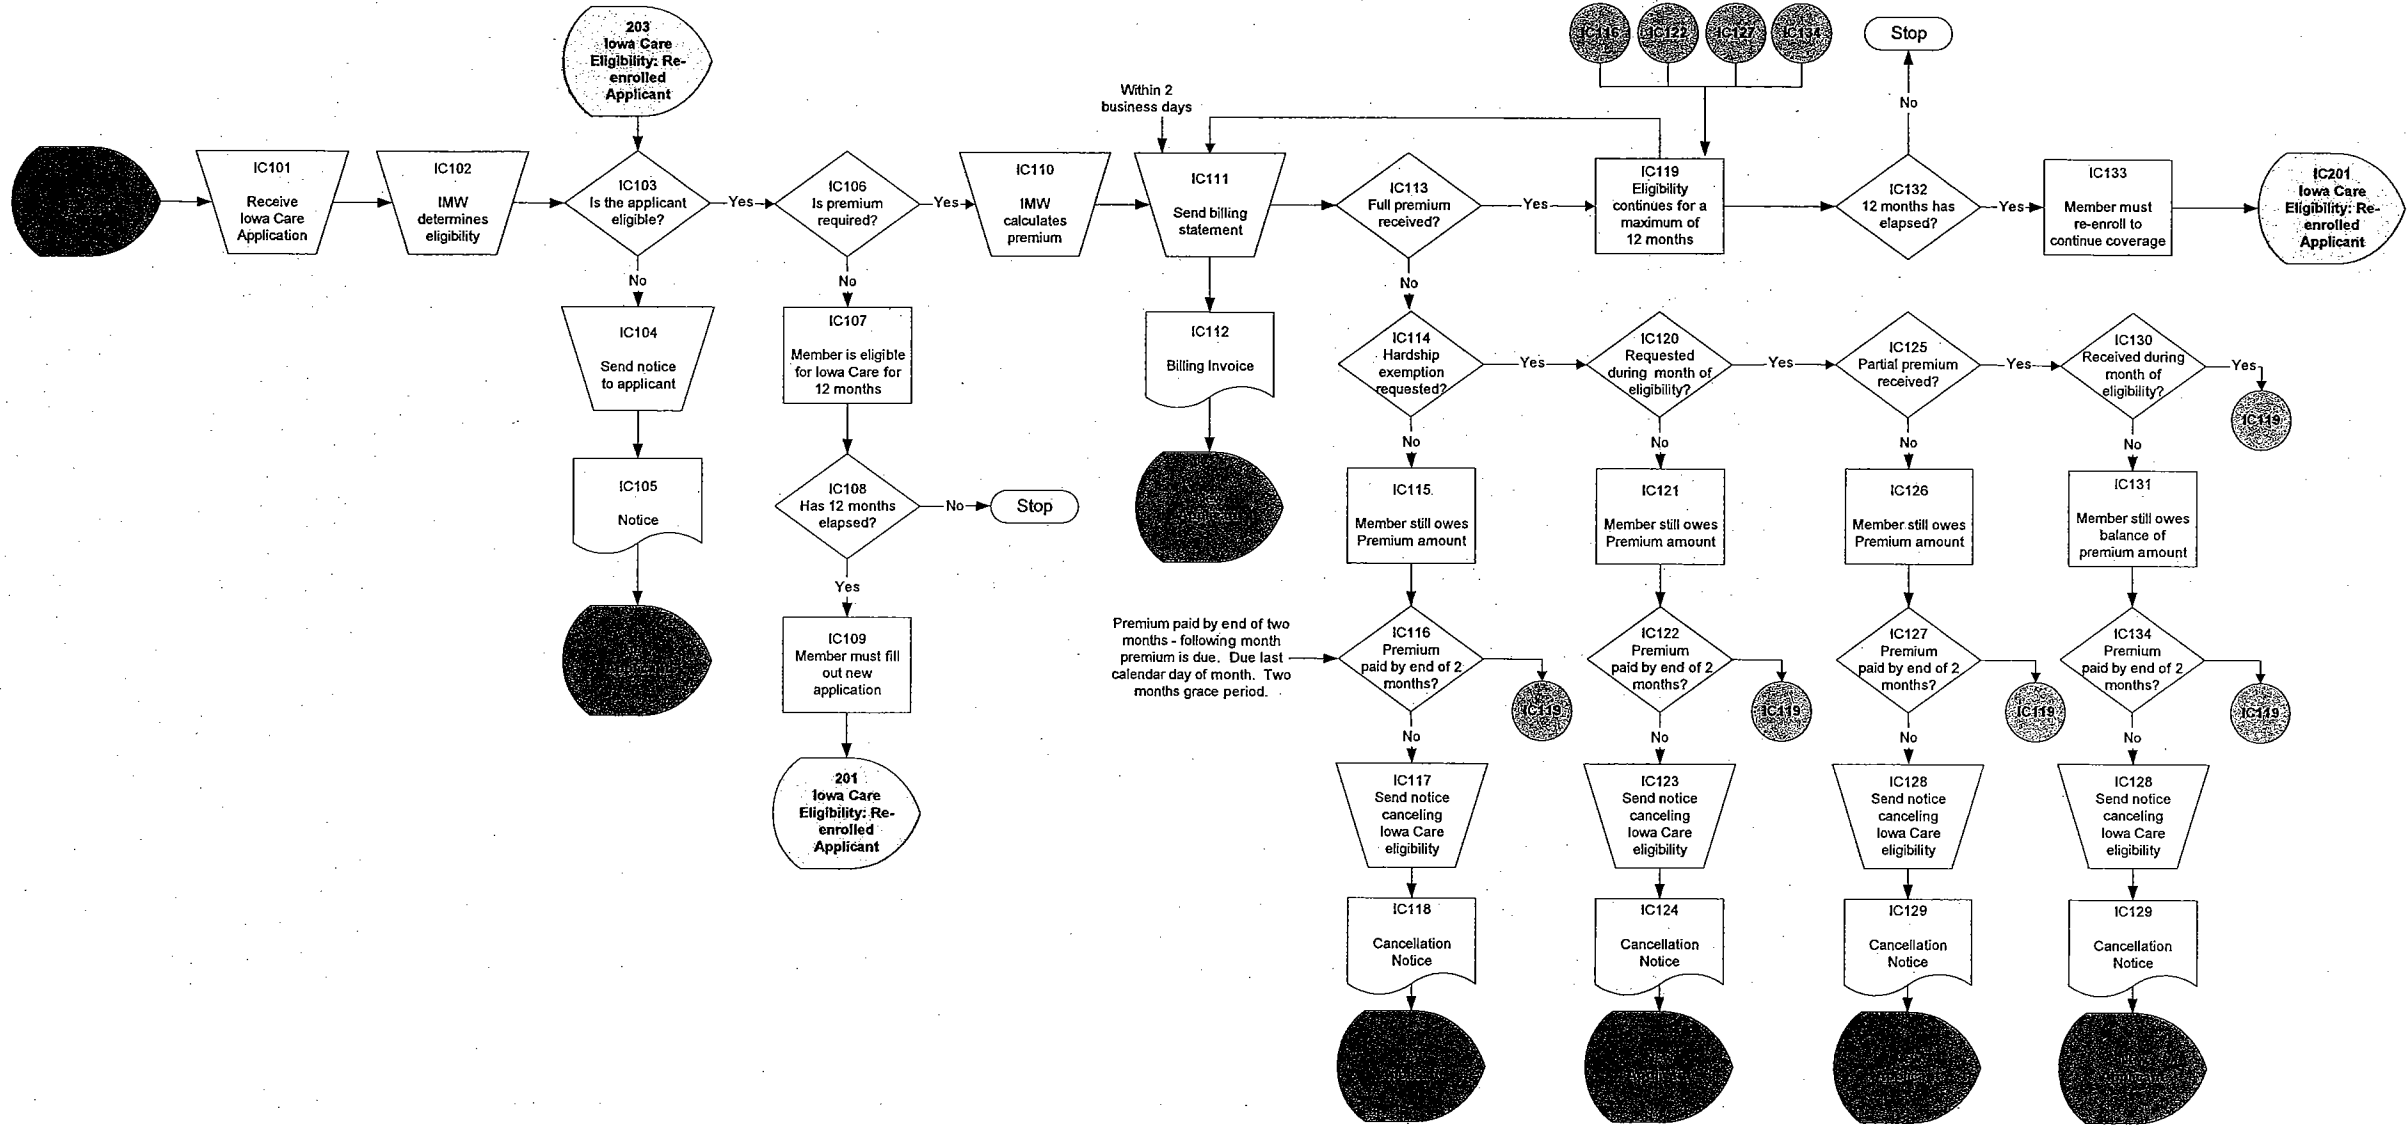 203
Iowa Care
Eligibility: Re-
enrolled
Applicant
IC116
IC122
IC127
IC134
Stop
No
Within 2
business days
IC101
Receive
Iowa Care
Application
IC102
IMW
determines
eligibility
IC103
Is the applicant
eligible?
Yes
IC106
Is premium
required?
Yes
IC110
IMW
calculates
premium
IC111
Send billing
statement
IC113
Full premium
received?
Yes
IC119
Eligibility
continues for a
maximum of
12 months
IC132
12 months has
elapsed?
Yes
IC133
Member must
re-enroll to
continue coverage
IC201
Iowa Care
Eligibility: Re-
enrolled
Applicant
No
No
No
IC104
Send notice
to applicant
IC107
Member is eligible
for Iowa Care for
12 months
IC112
Billing Invoice
IC114
Hardship
exemption
requested?
Yes
IC120
Requested
during month of
eligibility?
Yes
IC125
Partial premium
received?
Yes
IC130
Received during
month of
eligibility?
Yes
IC119
No
No
No
No
IC105
Notice
IC108
Has 12 months
elapsed?
No
Stop
IC115
Member still owes
Premium amount
IC121
Member still owes
Premium amount
IC126
Member still owes
Premium amount
IC131
Member still owes
balance of
premium amount
Yes
IC109
Member must fill
out new
application
Premium paid by end of two
months - following month
premium is due. Due last
calendar day of month. Two
months grace period.
IC116
Premium
paid by end of 2
months?
IC119
IC122
Premium
paid by end of 2
months?
IC119
IC127
Premium
paid by end of 2
months?
IC119
IC134
Premium
paid by end of 2
months?
IC119
No
No
No
No
201
Iowa Care
Eligibility: Re-
enrolled
Applicant
IC117
Send notice
canceling
Iowa Care
eligibility
IC123
Send notice
canceling
Iowa Care
eligibility
IC128
Send notice
canceling
Iowa Care
eligibility
IC128
Send notice
canceling
Iowa Care
eligibility
IC118
Cancellation
Notice
IC124
Cancellation
Notice
IC129
Cancellation
Notice
IC129
Cancellation
Notice